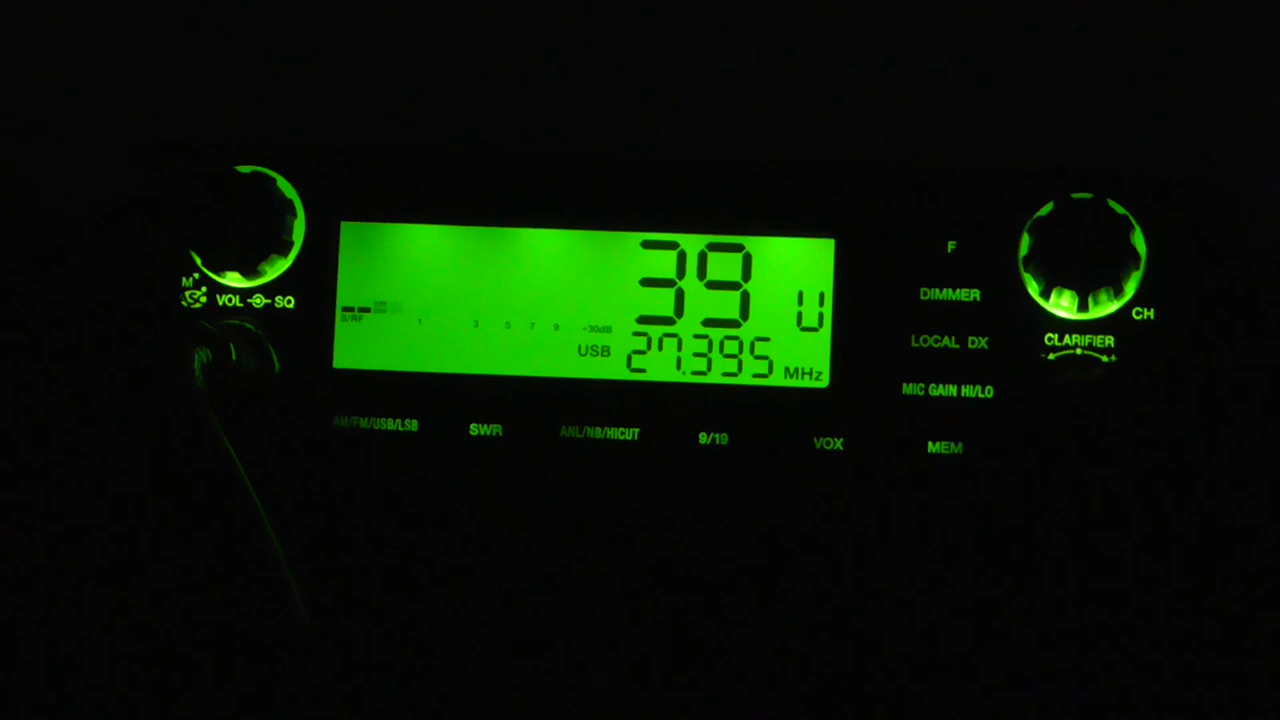 39
U
S/RF 1 3 5 7 9 +30dB
USB 27.395 MHz
M
VOL SQ
AM/FM/USB/LSB SWR ANL/NB/HICUT 9/19 VOX
F
DIMMER
LOCAL DX
MIC GAIN HI/LO
MEM
CH
CLARIFIER
- +